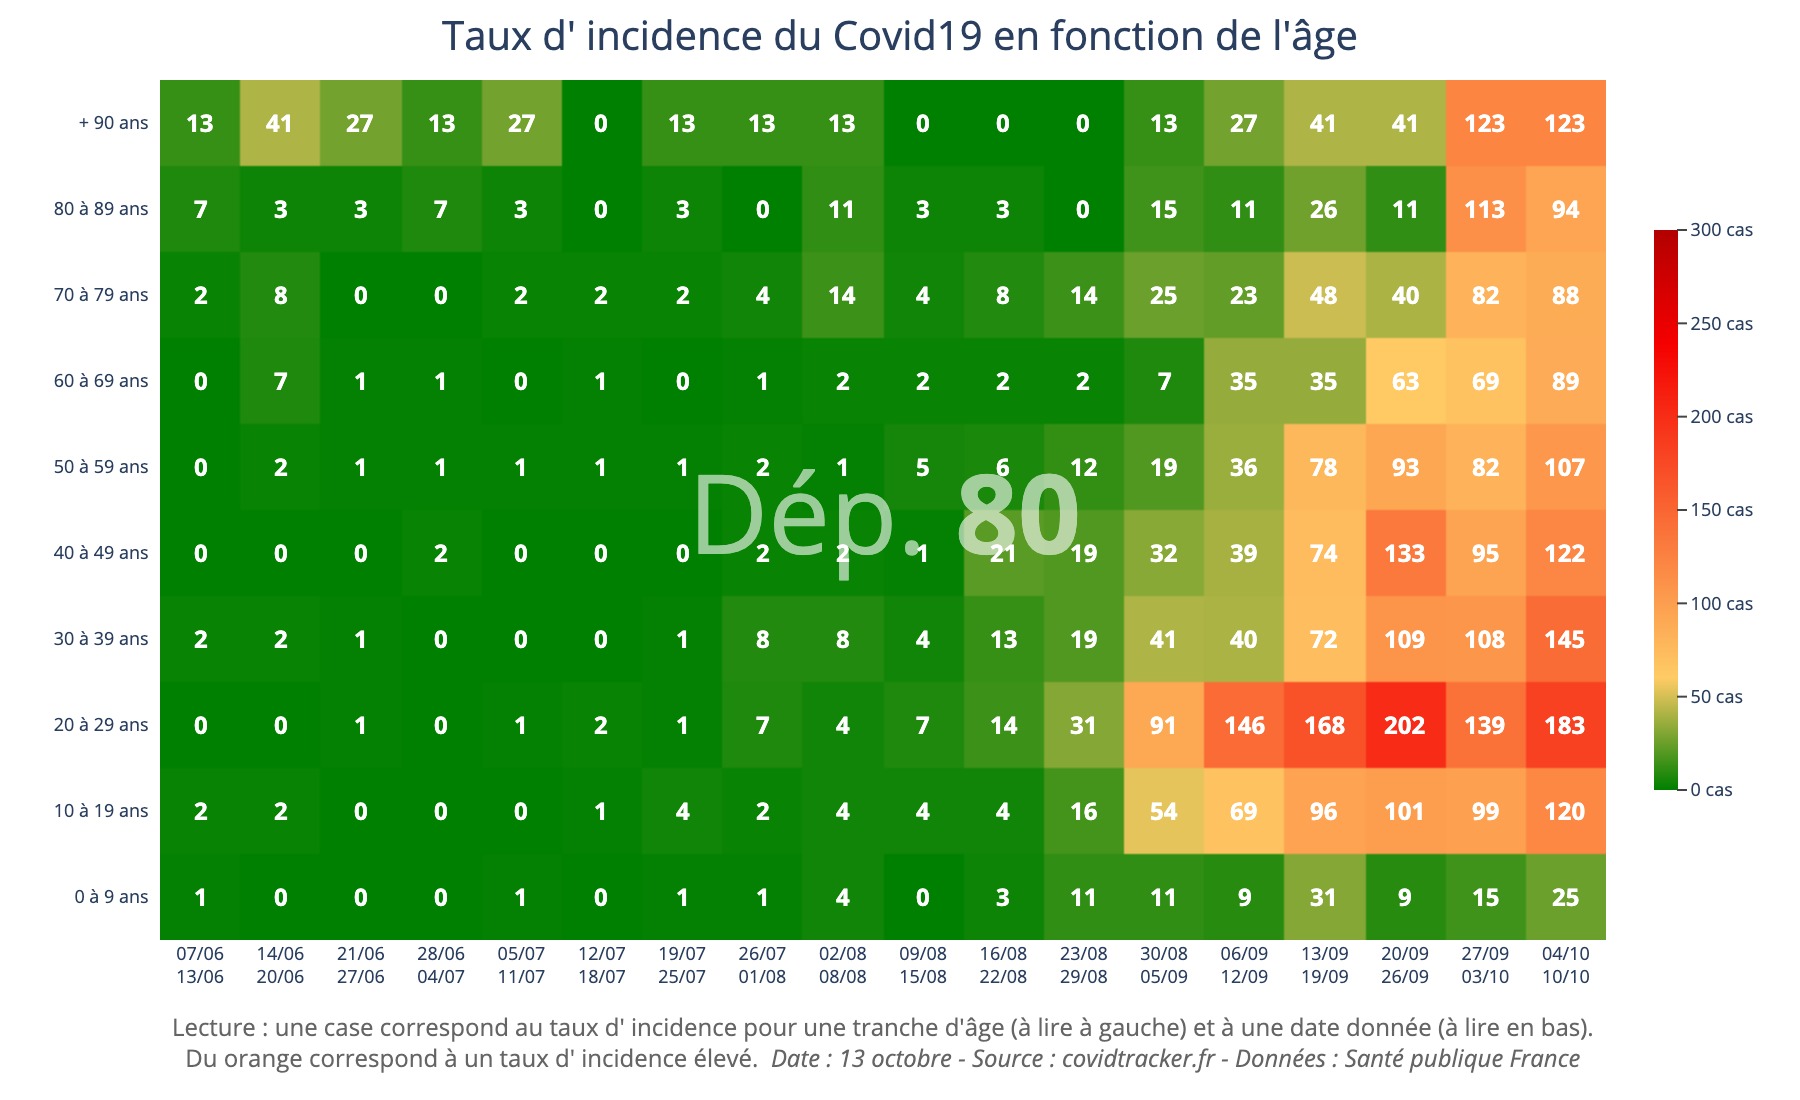 Taux d' incidence du Covid19 en fonction de l'âge
+ 90 ans 13 41 27 13 27 0 13 13 13 0 0 0 13 27 41 41 123 123
80 à 89 ans 7 3 3 7 3 0 3 0 11 3 3 0 15 11 26 11 113 94
70 à 79 ans 2 8 0 0 2 2 2 4 14 4 8 14 25 23 48 40 82 88
60 à 69 ans 0 7 1 1 0 1 0 1 2 2 2 2 7 35 35 63 69 89
50 à 59 ans 0 2 1 1 1 1 1 2 1 5 6 12 19 36 78 93 82 107
Dép. 80
40 à 49 ans 0 0 0 2 0 0 0 2 2 1 21 19 32 39 74 133 95 122
30 à 39 ans 2 2 1 0 0 0 1 8 8 4 13 19 41 40 72 109 108 145
20 à 29 ans 0 0 1 0 1 2 1 7 4 7 14 31 91 146 168 202 139 183
10 à 19 ans 2 2 0 0 0 1 4 2 4 4 4 16 54 69 96 101 99 120
0 à 9 ans 1 0 0 0 1 0 1 1 4 0 3 11 11 9 31 9 15 25
07/06 14/06 21/06 28/06 05/07 12/07 19/07 26/07 02/08 09/08 16/08 23/08 30/08 06/09 13/09 20/09 27/09 04/10
13/06 20/06 27/06 04/07 11/07 18/07 25/07 01/08 08/08 15/08 22/08 29/08 05/09 12/09 19/09 26/09 03/10 10/10
300 cas
250 cas
200 cas
150 cas
100 cas
50 cas
0 cas
Lecture : une case correspond au taux d' incidence pour une tranche d'âge (à lire à gauche) et à une date donnée (à lire en bas).
Du orange correspond à un taux d' incidence élevé. Date : 13 octobre - Source : covidtracker.fr - Données : Santé publique France